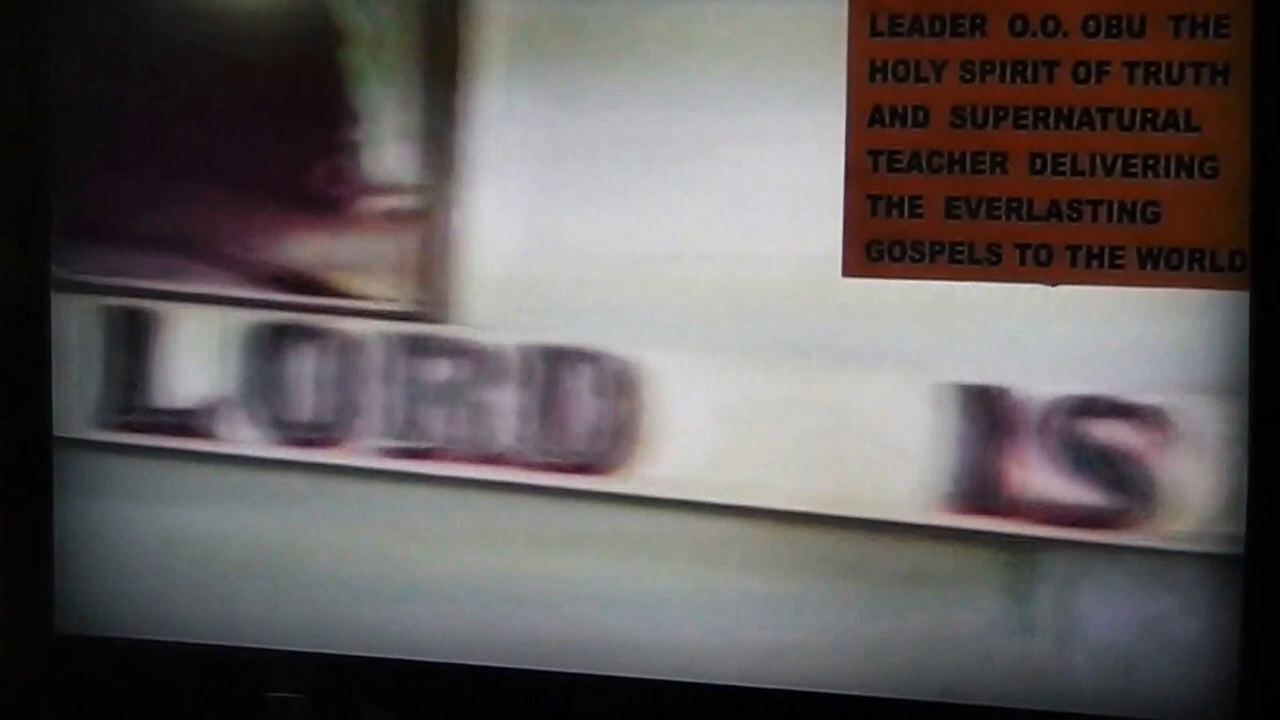 LEADER O.O. OBU THE
HOLY SPIRIT OF TRUTH
AND SUPERNATURAL
TEACHER DELIVERING
THE EVERLASTING
GOSPELS TO THE WORLD
LORD IS